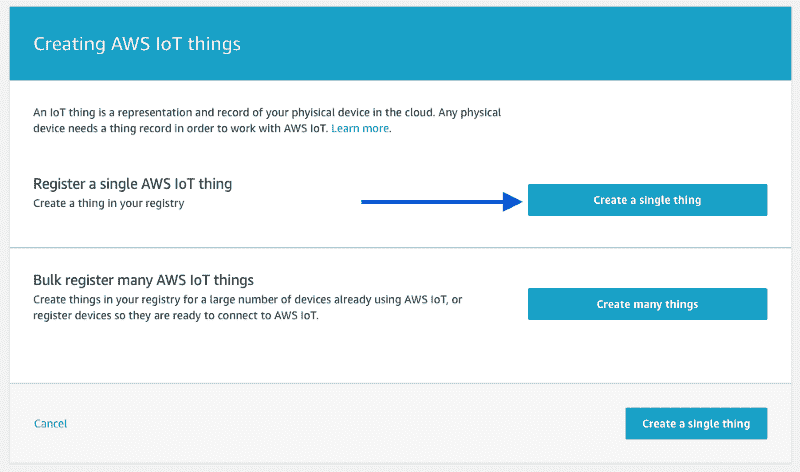 Creating AWS IoT things
An IoT thing is a representation and record of your phyisical device in the cloud. Any physical
device needs a thing record in order to work with AWS IoT. Learn more.
Register a single AWS IoT thing
Create a thing in your registry
Create a single thing
Bulk register many AWS IoT things
Create things in your registry for a large number of devices already using AWS IoT, or
register devices so they are ready to connect to AWS IoT.
Create many things
Cancel
Create a single thing